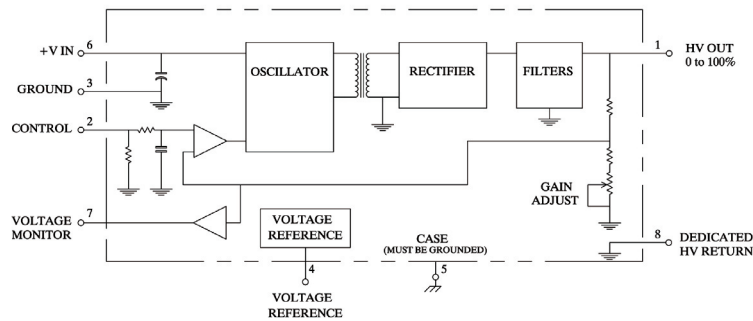 +V IN
6
GROUND
3
CONTROL
2
VOLTAGE
MONITOR
7
OSCILLATOR
RECTIFIER
FILTERS
1
HV OUT
0 to 100%
GAIN
ADJUST
VOLTAGE
REFERENCE
4
VOLTAGE
REFERENCE
CASE
(MUST BE GROUNDED)
5
8
DEDICATED
HV RETURN